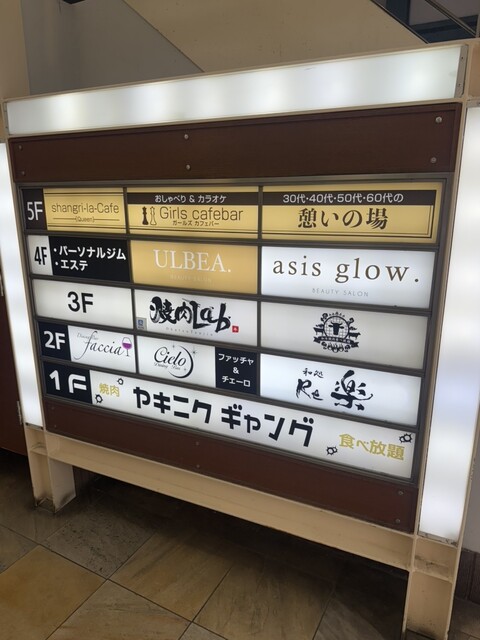 5F
shangri-la-Cafe
(Queen)
おしゃべり & カラオケ
Girls cafebar
ガールズ カフェバー
30代・40代・50代・60代の
憩いの場
4F
・パーソナルジム
・エステ
ULBEA.
asis glow.
BEAUTY SALON
3F
焼肉Lab
2F
faccia
Cielo
ファッチャ
&
チェーロ
和処
Re楽
1F
焼肉
ヤキニク ギャング
食べ放題